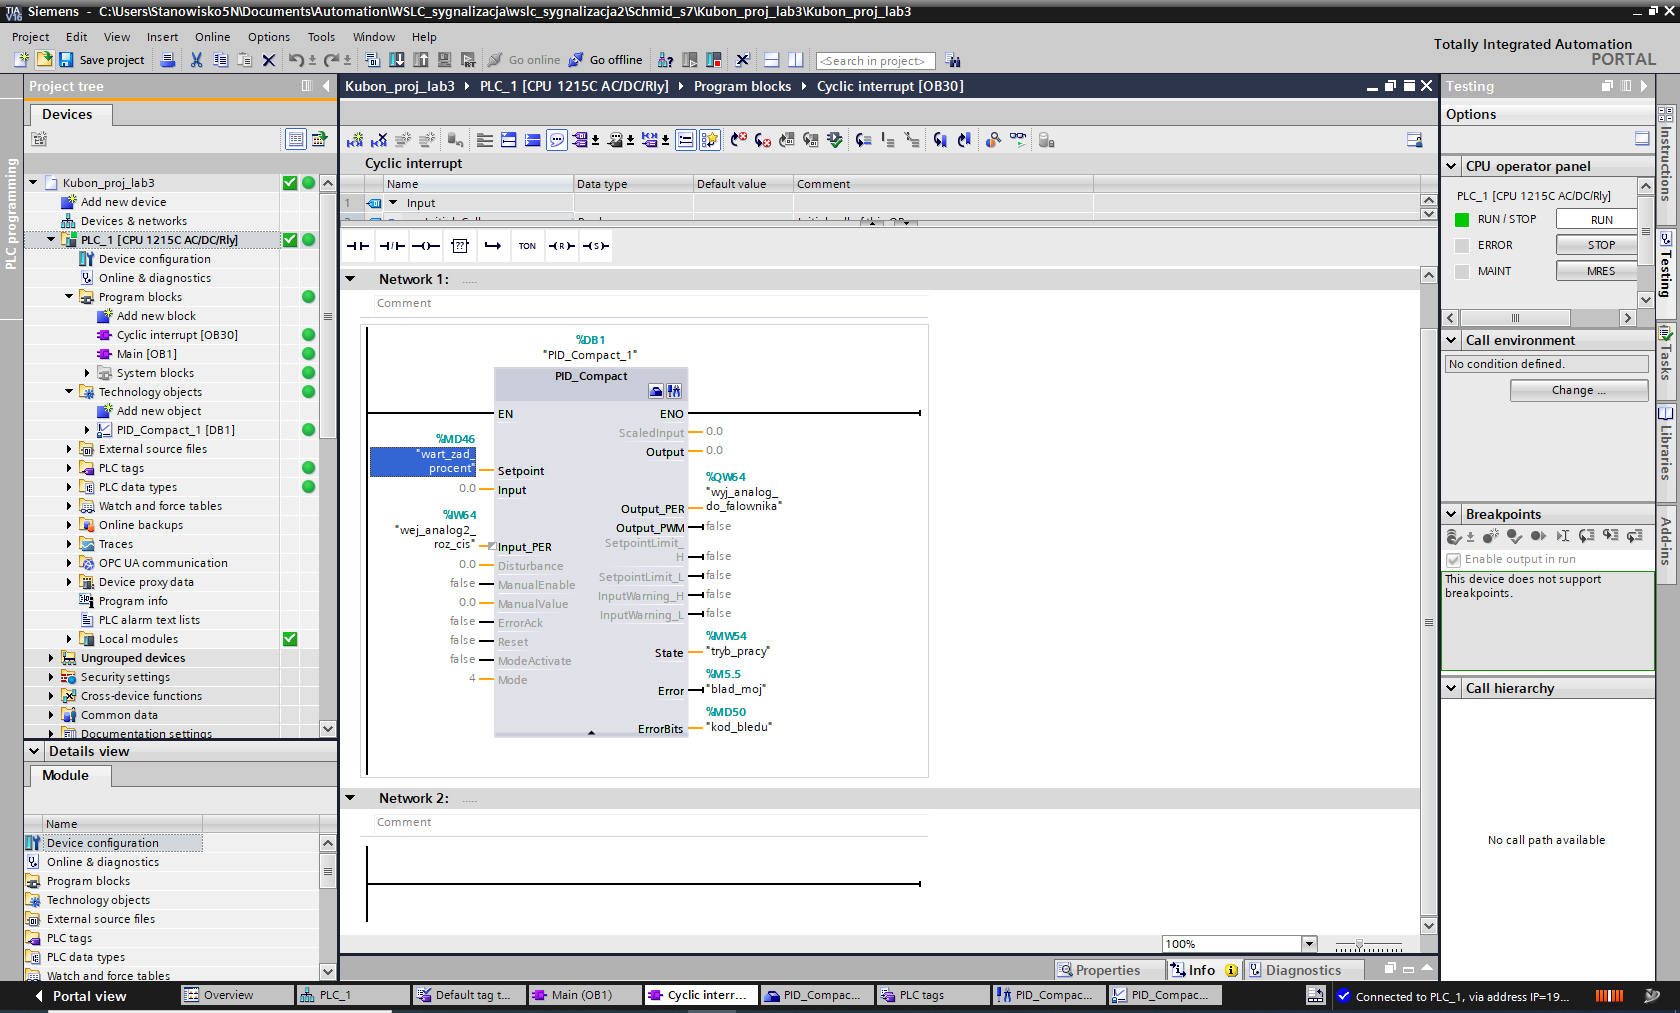 Siemens - C:\Users\Stanowisko5N\Documents\Automation\WSLC_sygnalizacja\wslc_sygnalizacja2\Schmid_s7\Kubon_proj_lab3\Kubon_proj_lab3
Project Edit View Insert Online Options Tools Window Help
Totally Integrated Automation
PORTAL
Save project
Go online
Go offline
<Search in project>
Project tree
Kubon_proj_lab3 PLC_1 [CPU 1215C AC/DC/Rly] Program blocks Cyclic interrupt [OB30]
Testing
Devices
Options
PLC programming
Kubon_proj_lab3
Add new device
Devices & networks
PLC_1 [CPU 1215C AC/DC/Rly]
Device configuration
Online & diagnostics
Program blocks
Add new block
Cyclic interrupt [OB30]
Main [OB1]
System blocks
Technology objects
Add new object
PID_Compact_1 [DB1]
External source files
PLC tags
PLC data types
Watch and force tables
Online backups
Traces
OPC UA communication
Device proxy data
Program info
PLC alarm text lists
Local modules
Ungrouped devices
Security settings
Cross-device functions
Common data
Documentation settings
Details view
Module
Name
Device configuration
Online & diagnostics
Program blocks
Technology objects
External source files
PLC tags
PLC data types
Watch and force tables
Cyclic interrupt
Name Data type Default value Comment
1 Input
TON
Network 1: .....
Comment
%DB1
"PID_Compact_1"
PID_Compact
EN ENO
%MD46
"wart_zad_
procent" Setpoint
0.0 Input
%IW64
"wej_analog2_
roz_cis" Input_PER
0.0 Disturbance
false ManualEnable
0.0 ManualValue
false ErrorAck
false Reset
false ModeActivate
4 Mode
ScaledInput 0.0
Output 0.0
%QW64
"wyj_analog_
Output_PER do_falownika"
Output_PWM false
SetpointLimit_
H false
SetpointLimit_L false
InputWarning_H false
InputWarning_L false
%MW54
State "tryb_pracy"
%M5.5
Error "blad_moj"
%MD50
ErrorBits "kod_bledu"
Network 2: .....
Comment
100%
Properties Info Diagnostics
CPU operator panel
PLC_1 [CPU 1215C AC/DC/Rly]
RUN / STOP RUN
ERROR STOP
MAINT MRES
Call environment
No condition defined.
Change ...
Breakpoints
Enable output in run
This device does not support
breakpoints.
Call hierarchy
No call path available
Instructions
Testing
Tasks
Libraries
Add-ins
Portal view Overview PLC_1 Default tag t... Main (OB1) Cyclic interr... PID_Compac... PLC tags PID_Compac... PID_Compac... Connected to PLC_1, via address IP=19...